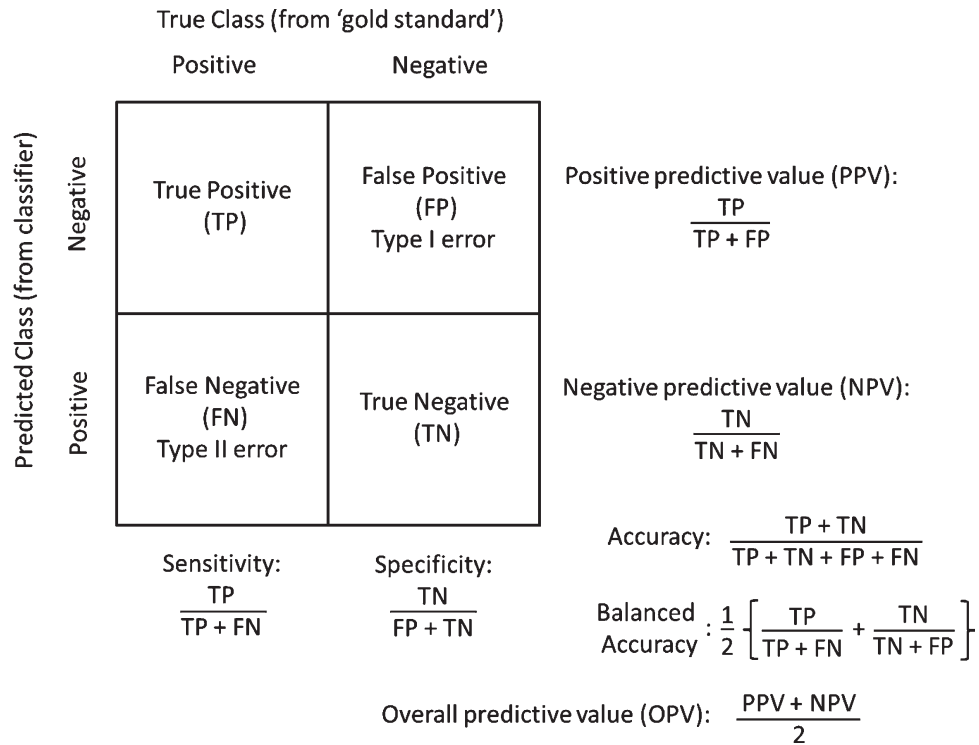 True Class (from ‘gold standard’)
Positive
Negative
Predicted Class (from classifier)
Negative
True Positive
(TP)
False Positive
(FP)
Type I error
Positive predictive value (PPV):
TP
TP + FP
Positive
False Negative
(FN)
Type II error
True Negative
(TN)
Negative predictive value (NPV):
TN
TN + FN
Sensitivity:
TP
TP + FN
Specificity:
TN
FP + TN
Accuracy:
TP + TN
TP + TN + FP + FN
Balanced
Accuracy
: 1/2 [ TP / TP + FN + TN / TN + FP ]
Overall predictive value (OPV):
PPV + NPV
2